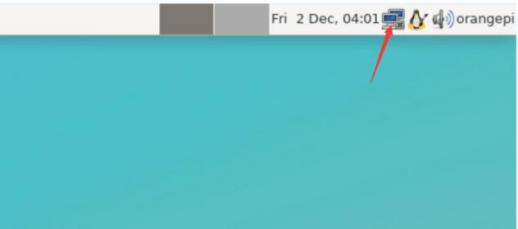 Fri 2 Dec, 04:01 orangepi